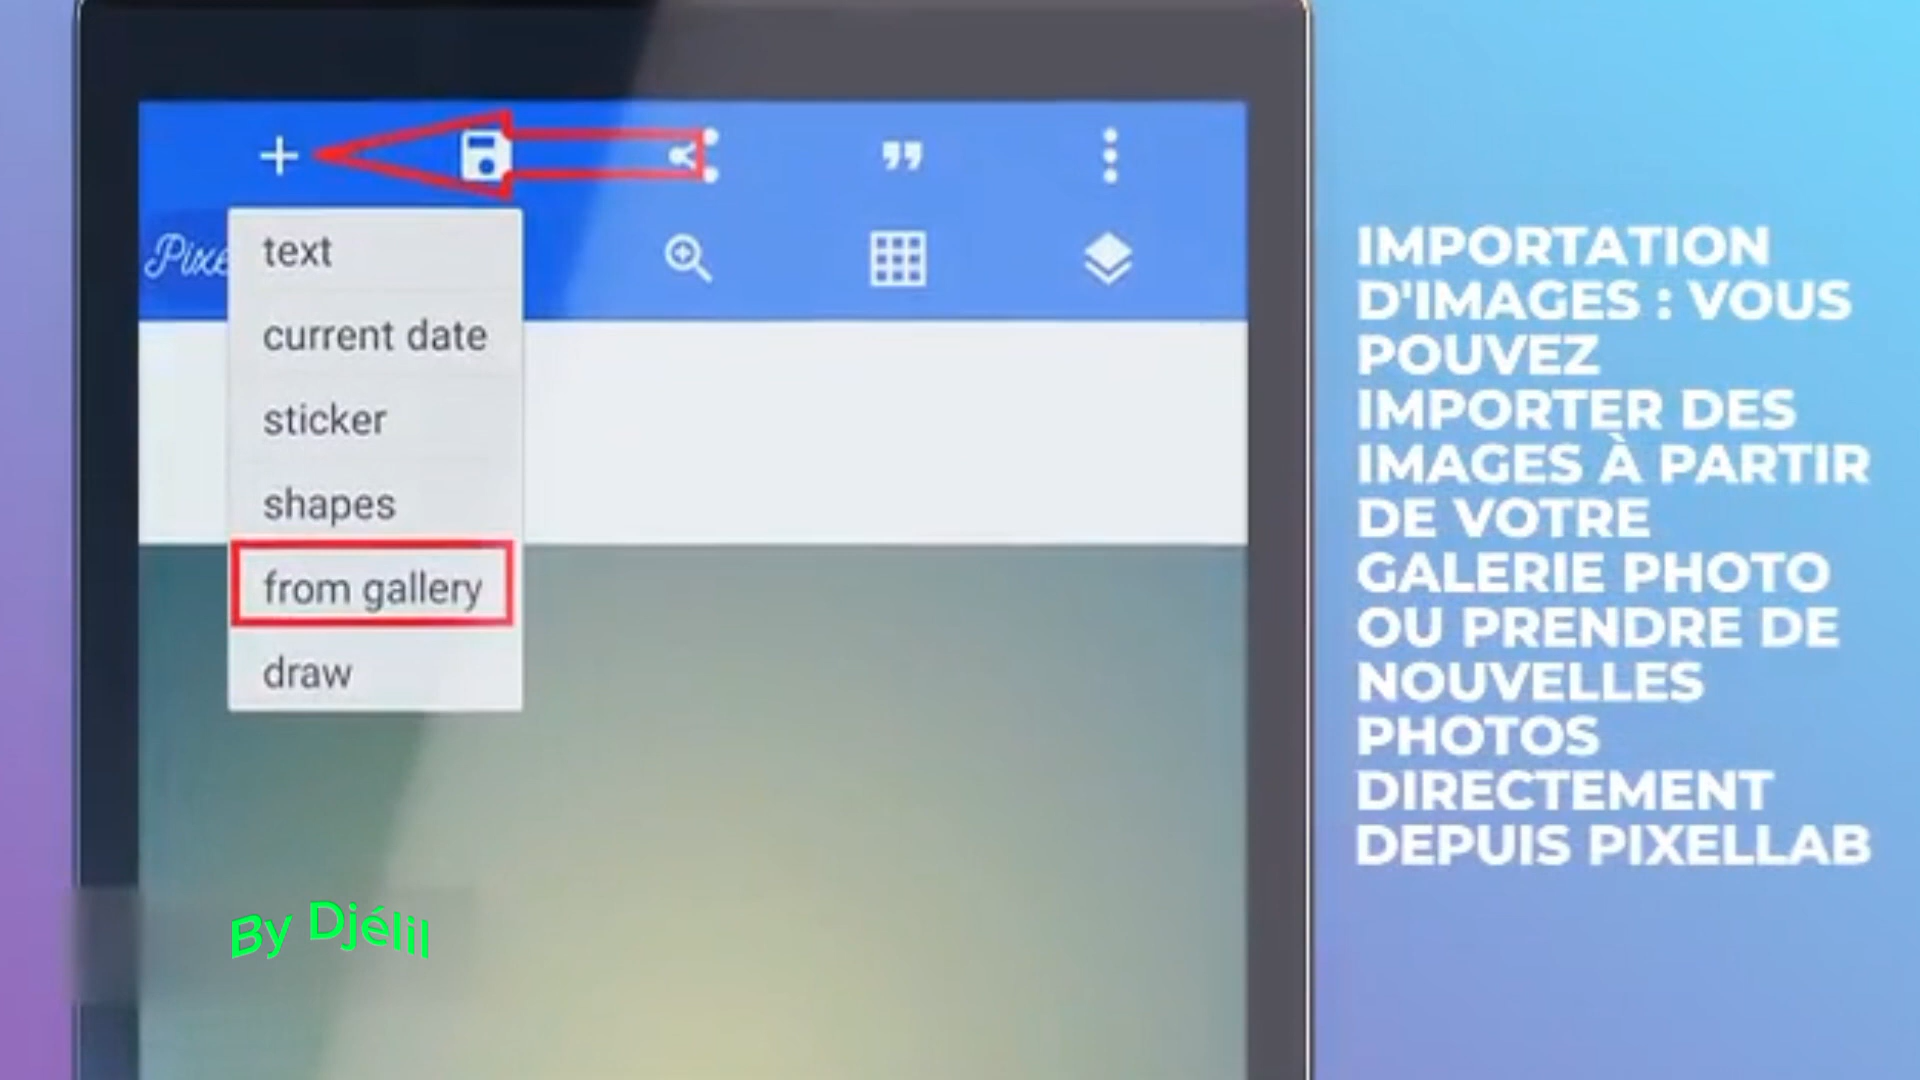 Pixe
text
current date
sticker
shapes
from gallery
draw
By Djélil
IMPORTATION
D'IMAGES : VOUS
POUVEZ
IMPORTER DES
IMAGES À PARTIR
DE VOTRE
GALERIE PHOTO
OU PRENDRE DE
NOUVELLES
PHOTOS
DIRECTEMENT
DEPUIS PIXELLAB